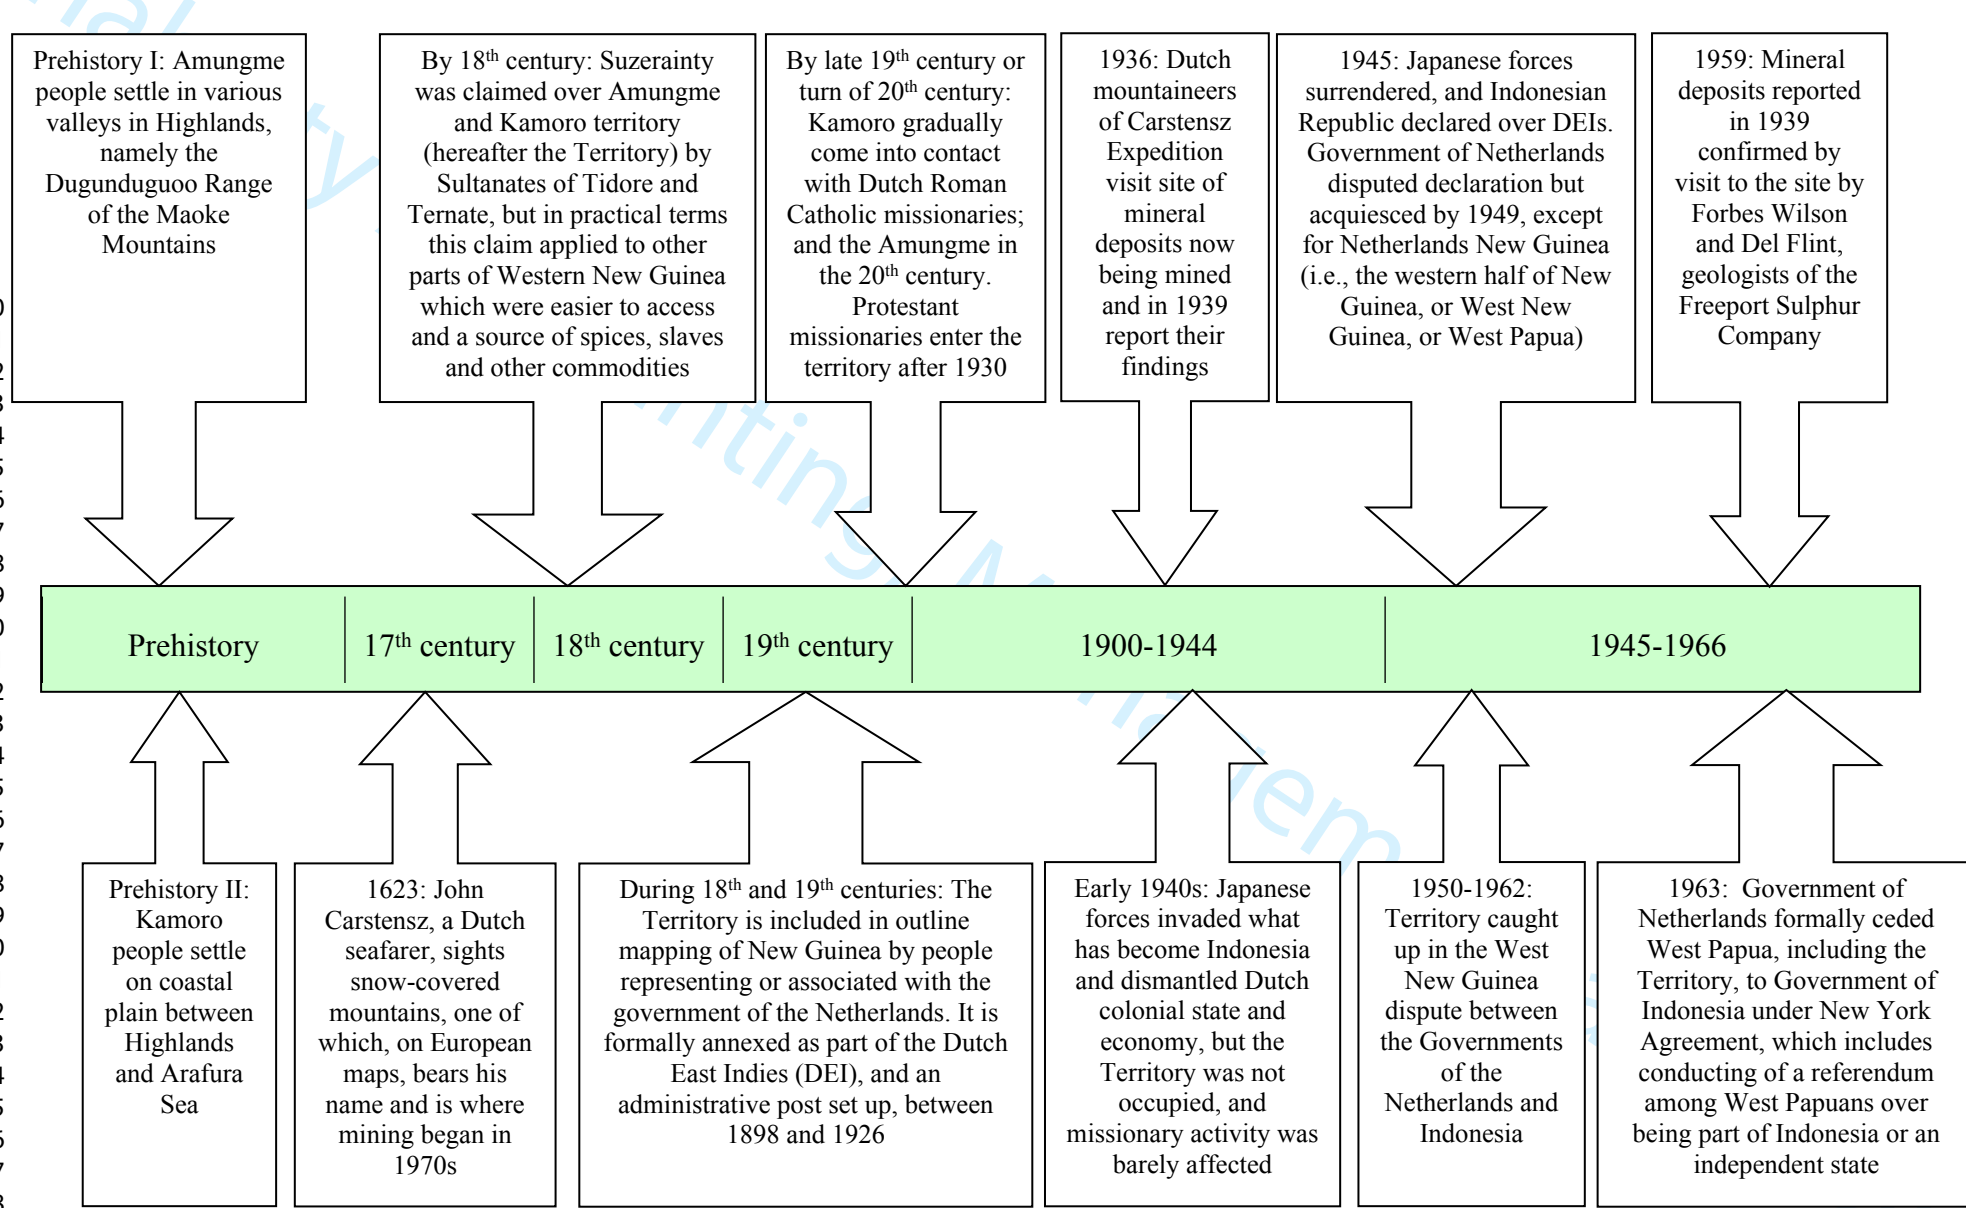 Prehistory I: Amungme
people settle in various
valleys in Highlands,
namely the
Dugunduguoo Range
of the Maoke
Mountains
By 18th century: Suzerainty
was claimed over Amungme
and Kamoro territory
(hereafter the Territory) by
Sultanates of Tidore and
Ternate, but in practical terms
this claim applied to other
parts of Western New Guinea
which were easier to access
and a source of spices, slaves
and other commodities
By late 19th century or
turn of 20th century:
Kamoro gradually
come into contact
with Dutch Roman
Catholic missionaries;
and the Amungme in
the 20th century.
Protestant
missionaries enter the
territory after 1930
1936: Dutch
mountaineers
of Carstensz
Expedition
visit site of
mineral
deposits now
being mined
and in 1939
report their
findings
1945: Japanese forces
surrendered, and Indonesian
Republic declared over DEIs.
Government of Netherlands
disputed declaration but
acquiesced by 1949, except
for Netherlands New Guinea
(i.e., the western half of New
Guinea, or West New
Guinea, or West Papua)
1959: Mineral
deposits reported
in 1939
confirmed by
visit to the site by
Forbes Wilson
and Del Flint,
geologists of the
Freeport Sulphur
Company
Prehistory
17th century
18th century
19th century
1900-1944
1945-1966
Prehistory II:
Kamoro
people settle
on coastal
plain between
Highlands
and Arafura
Sea
1623: John
Carstensz, a Dutch
seafarer, sights
snow-covered
mountains, one of
which, on European
maps, bears his
name and is where
mining began in
1970s
During 18th and 19th centuries: The
Territory is included in outline
mapping of New Guinea by people
representing or associated with the
government of the Netherlands. It is
formally annexed as part of the Dutch
East Indies (DEI), and an
administrative post set up, between
1898 and 1926
Early 1940s: Japanese
forces invaded what
has become Indonesia
and dismantled Dutch
colonial state and
economy, but the
Territory was not
occupied, and
missionary activity was
barely affected
1950-1962:
Territory caught
up in the West
New Guinea
dispute between
the Governments
of the
Netherlands and
Indonesia
1963: Government of
Netherlands formally ceded
West Papua, including the
Territory, to Government of
Indonesia under New York
Agreement, which includes
conducting of a referendum
among West Papuans over
being part of Indonesia or an
independent state